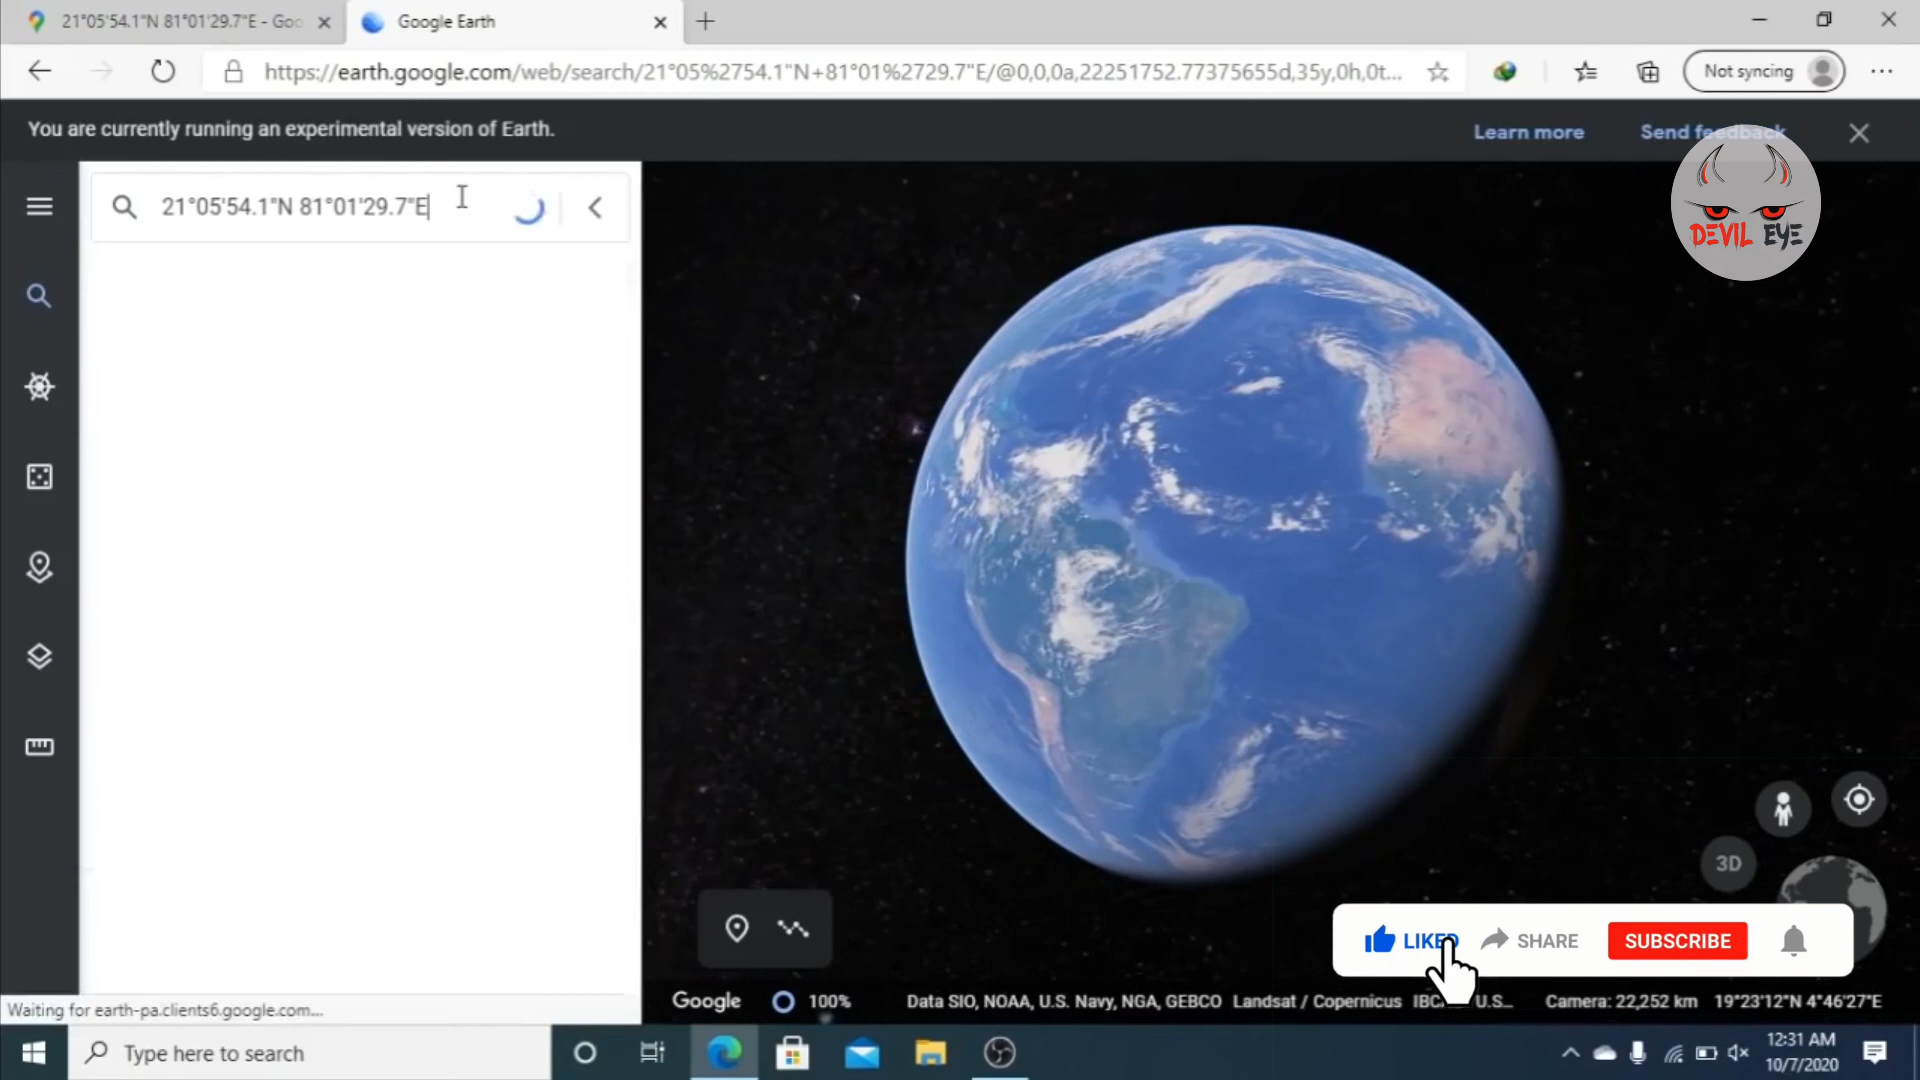 21°05'54.1"N 81°01'29.7"E - Goo
Google Earth
https://earth.google.com/web/search/21°05%2754.1"N+81°01%2729.7"E/@0,0,0a,22251752.77375655d,35y,0h,0t...
Not syncing
You are currently running an experimental version of Earth.
Learn more
Send feedback
DEVIL EYE
21°05'54.1"N 81°01'29.7"E
3D
LIKED
SHARE
SUBSCRIBE
Google
100%
Data SIO, NOAA, U.S. Navy, NGA, GEBCO Landsat / Copernicus U.S...
Camera: 22,252 km 19°23'12"N 4°46'27"E
Waiting for earth-pa.clients6.google.com...
Type here to search
12:31 AM
10/7/2020